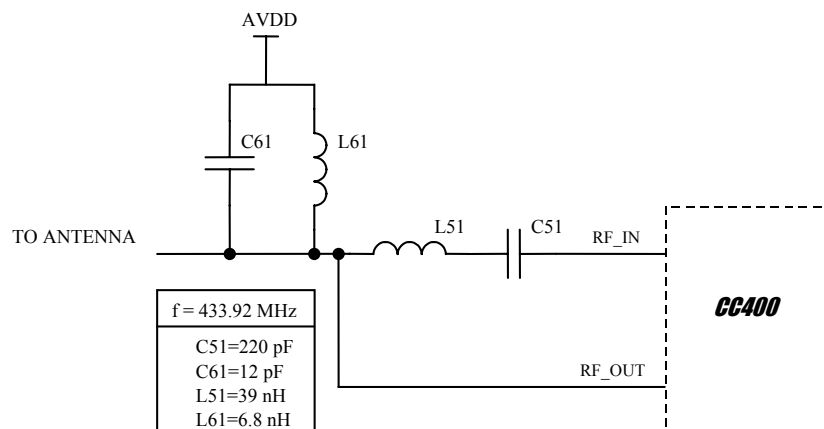 AVDD
C61
L61
TO ANTENNA
L51
C51
RF_IN
CC400
f = 433.92 MHz
C51=220 pF
C61=12 pF
L51=39 nH
L61=6.8 nH
RF_OUT